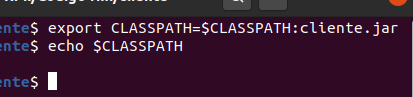 ente$ export CLASSPATH=$CLASSPATH:cliente.jar
ente$ echo $CLASSPATH
ente$